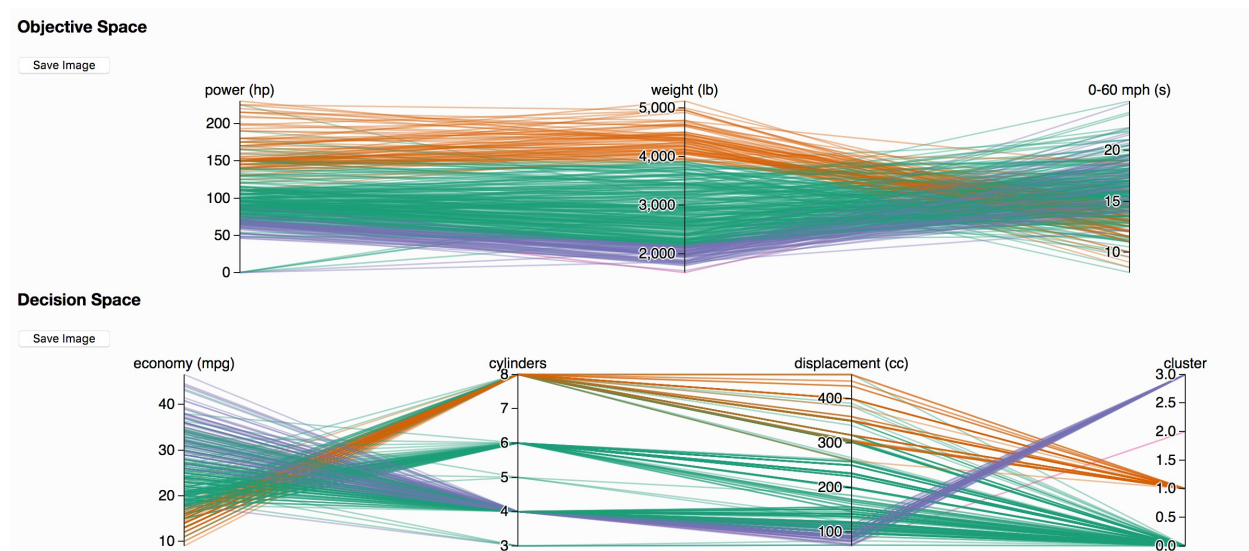 Objective Space
Save Image
power (hp) weight (lb) 0-60 mph (s)
5,000
200
20
150 4,000
100 3,000 15
50
2,000 10
0
Decision Space
Save Image
economy (mpg) cylinders displacement (cc) cluster
8 3.0
40 400 2.5
7
2.0
30 6 300
1.5
20 5 200 1.0
4 100 0.5
10 3 0.0